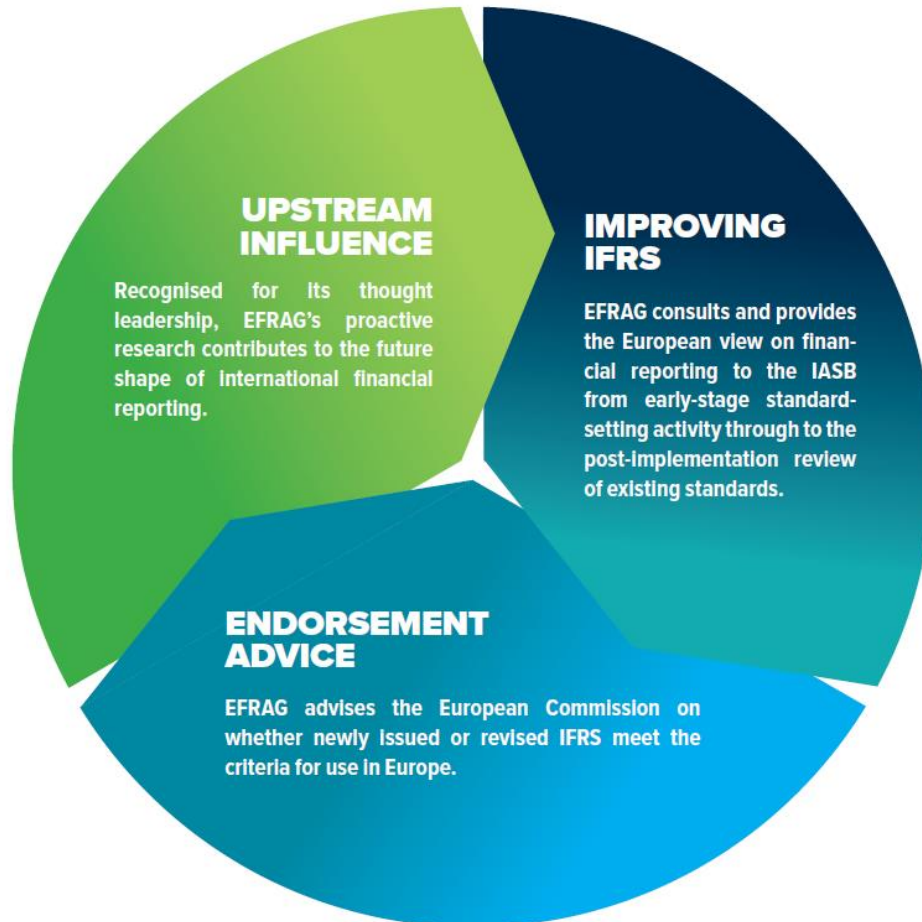 UPSTREAM
INFLUENCE
Recognised for its thought
leadership, EFRAG's proactive
research contributes to the future
shape of international financial
reporting.
IMPROVING
IFRS
EFRAG consults and provides
the European view on finan-
cial reporting to the IASB
from early-stage standard-
setting activity through to the
post-implementation review
of existing standards.
ENDORSEMENT
ADVICE
EFRAG advises the European Commission on
whether newly issued or revised IFRS meet the
criteria for use in Europe.